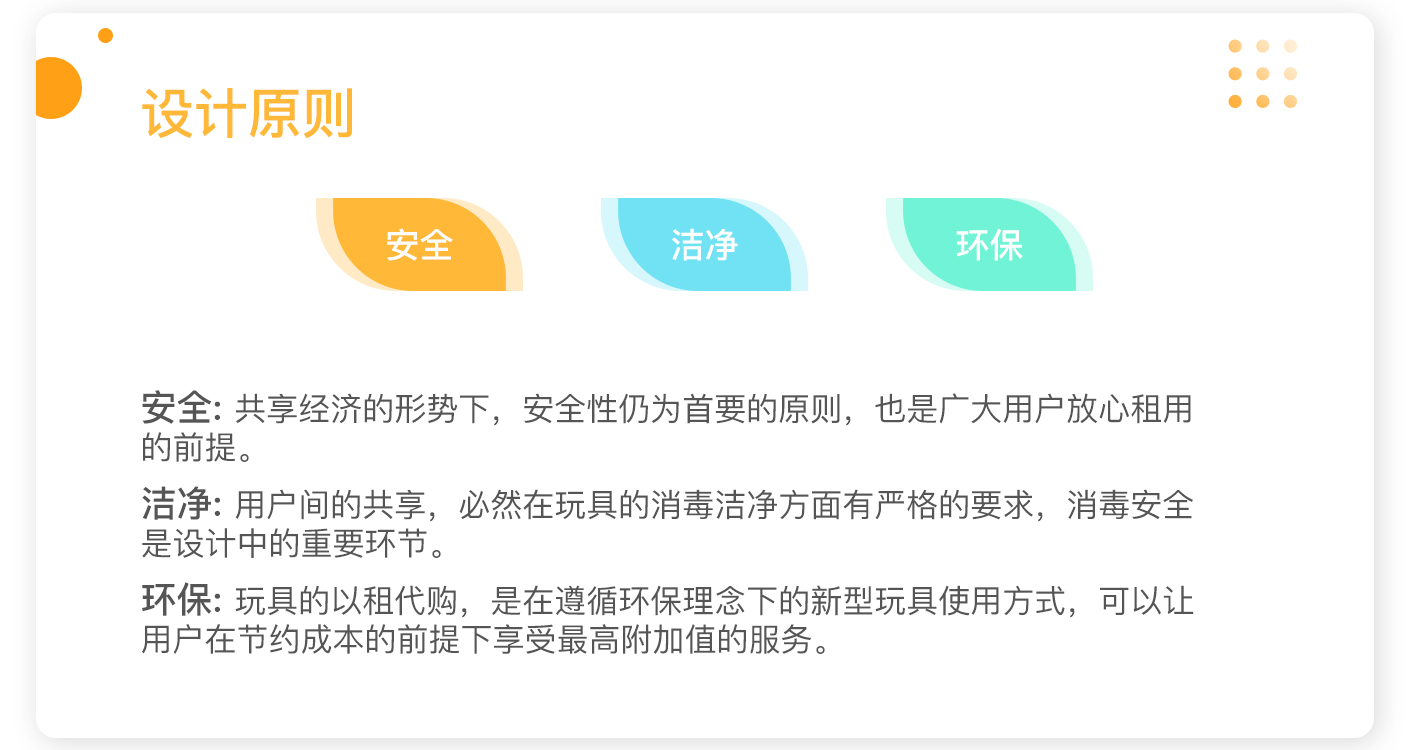 设计原则
安全
洁净
环保
安全: 共享经济的形势下，安全性仍为首要的原则，也是广大用户放心租用
的前提。
洁净: 用户间的共享，必然在玩具的消毒洁净方面有严格的要求，消毒安全
是设计中的重要环节。
环保: 玩具的以租代购，是在遵循环保理念下的新型玩具使用方式，可以让
用户在节约成本的前提下享受最高附加值的服务。